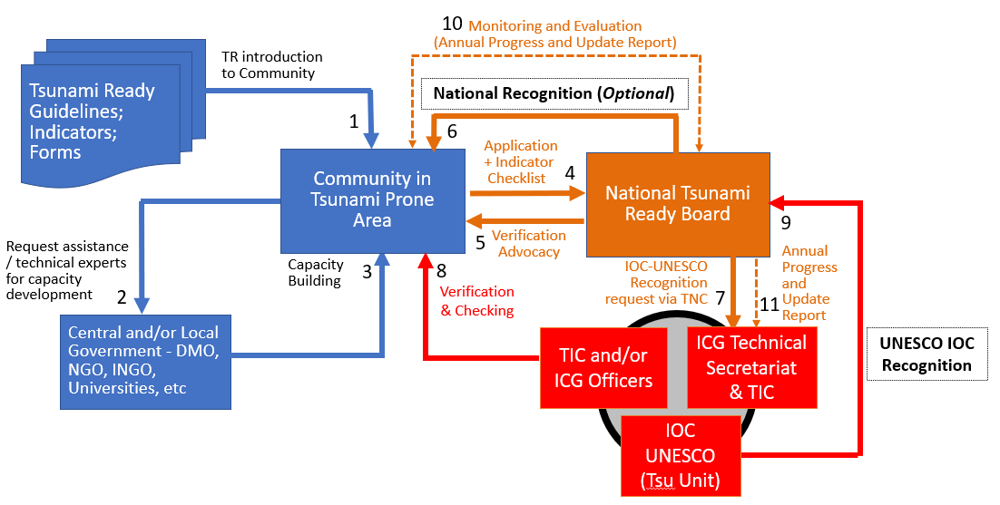 10 Monitoring and Evaluation
(Annual Progress and Update Report)
TR introduction
to Community
Tsunami Ready
Guidelines;
Indicators;
Forms
National Recognition (Optional)
1
6
Community in
Tsunami Prone
Area
Application
+ Indicator
Checklist
4
National Tsunami
Ready Board
5
Verification
Advocacy
9
Annual
Progress
and
Update
Report
Request assistance
/ technical experts
for capacity
development
2
Capacity
Building
3
8
Verification
& Checking
IOC-UNESCO
Recognition
request via TNC
7
11
Central and/or Local
Government - DMO,
NGO, INGO,
Universities, etc
TIC and/or
ICG Officers
ICG Technical
Secretariat
& TIC
UNESCO IOC
Recognition
IOC
UNESCO
(Tsu Unit)